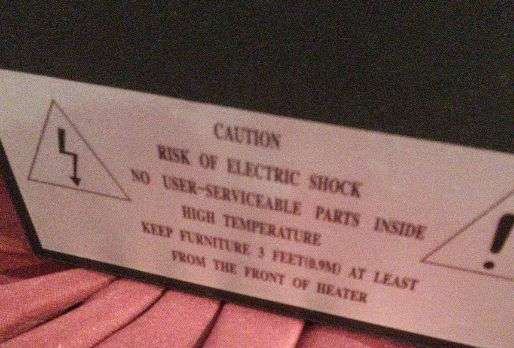 CAUTION
RISK OF ELECTRIC SHOCK
NO USER-SERVICEABLE PARTS INSIDE
HIGH TEMPERATURE
KEEP FURNITURE 3 FEET(0.9M) AT LEAST
FROM THE FRONT OF HEATER
!